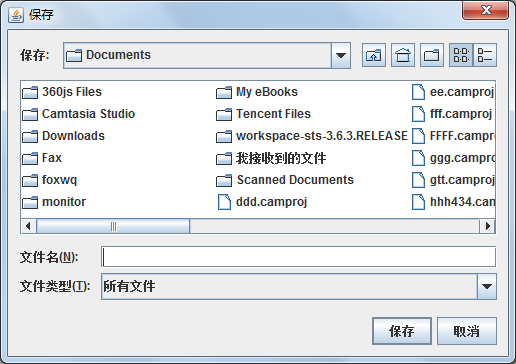 保存
保存: Documents
360js Files My eBooks ee.camproj
Camtasia Studio Tencent Files fff.camproj
Downloads workspace-sts-3.6.3.RELEASE FFFF.camproj
Fax 我接收到的文件 ggg.camproj
foxwq Scanned Documents gtt.camproj
monitor ddd.camproj hhh434.cam
文件名(N):
文件类型(T): 所有文件
保存 取消